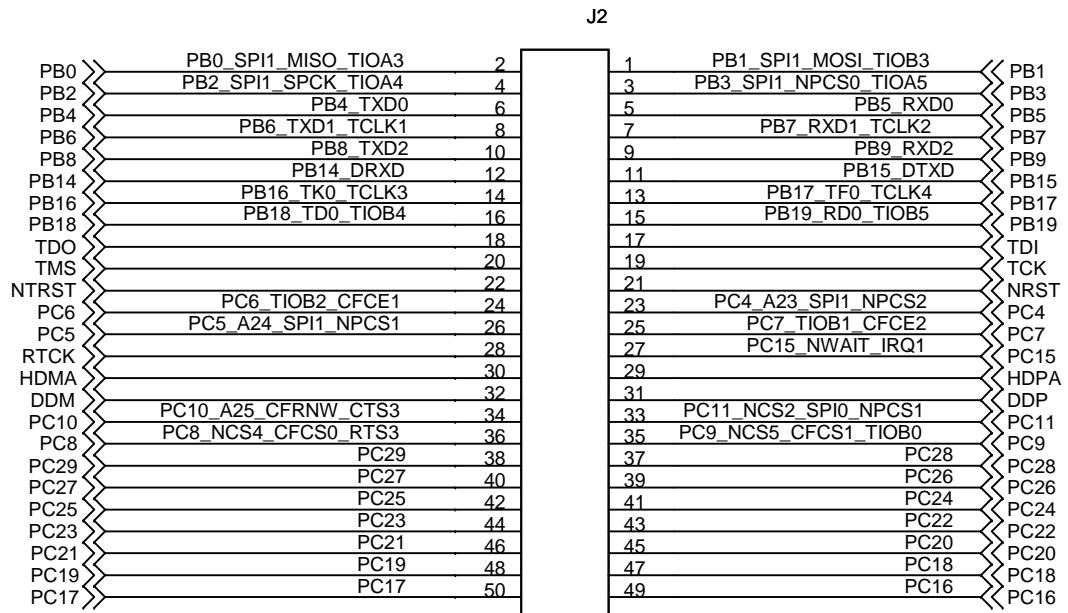 J2
PB0 PB0_SPI1_MISO_TIOA3 2 1 PB1_SPI1_MOSI_TIOB3 PB1
PB2 PB2_SPI1_SPCK_TIOA4 4 3 PB3_SPI1_NPCS0_TIOA5 PB3
PB4 PB4_TXD0 6 5 PB5_RXD0 PB5
PB6 PB6_TXD1_TCLK1 8 7 PB7_RXD1_TCLK2 PB7
PB8 PB8_TXD2 10 9 PB9_RXD2 PB9
PB14 PB14_DRXD 12 11 PB15_DTXD PB15
PB16 PB16_TK0_TCLK3 14 13 PB17_TF0_TCLK4 PB17
PB18 PB18_TD0_TIOB4 16 15 PB19_RD0_TIOB5 PB19
TDO 18 17 TDI
TMS 20 19 TCK
NTRST 22 21 NRST
PC6 PC6_TIOB2_CFCE1 24 23 PC4_A23_SPI1_NPCS2 PC4
PC5 PC5_A24_SPI1_NPCS1 26 25 PC7_TIOB1_CFCE2 PC7
RTCK 28 27 PC15_NWAIT_IRQ1 PC15
HDMA 30 29 HDPA
DDM 32 31 DDP
PC10 PC10_A25_CFRNW_CTS3 34 33 PC11_NCS2_SPI0_NPCS1 PC11
PC8 PC8_NCS4_CFCS0_RTS3 36 35 PC9_NCS5_CFCS1_TIOB0 PC9
PC29 PC29 38 37 PC28 PC28
PC27 PC27 40 39 PC26 PC26
PC25 PC25 42 41 PC24 PC24
PC23 PC23 44 43 PC22 PC22
PC21 PC21 46 45 PC20 PC20
PC19 PC19 48 47 PC18 PC18
PC17 PC17 50 49 PC16 PC16